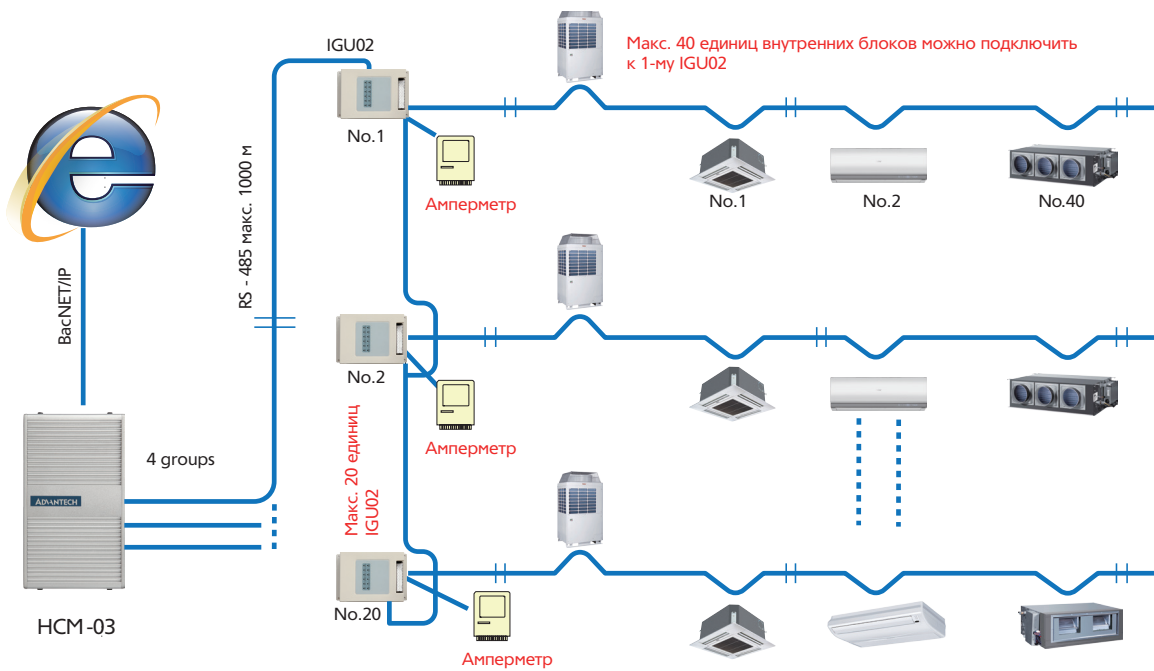 IGU02
Макс. 40 единиц внутренних блоков можно подключить
к 1-му IGU02
No.1
Амперметр
No.1
No.2
No.40
RS - 485 макс. 1000 м
BacNET/IP
No.2
Амперметр
4 groups
Макс. 20 единиц
IGU02
ADVANTECH
No.20
Амперметр
HCM-03